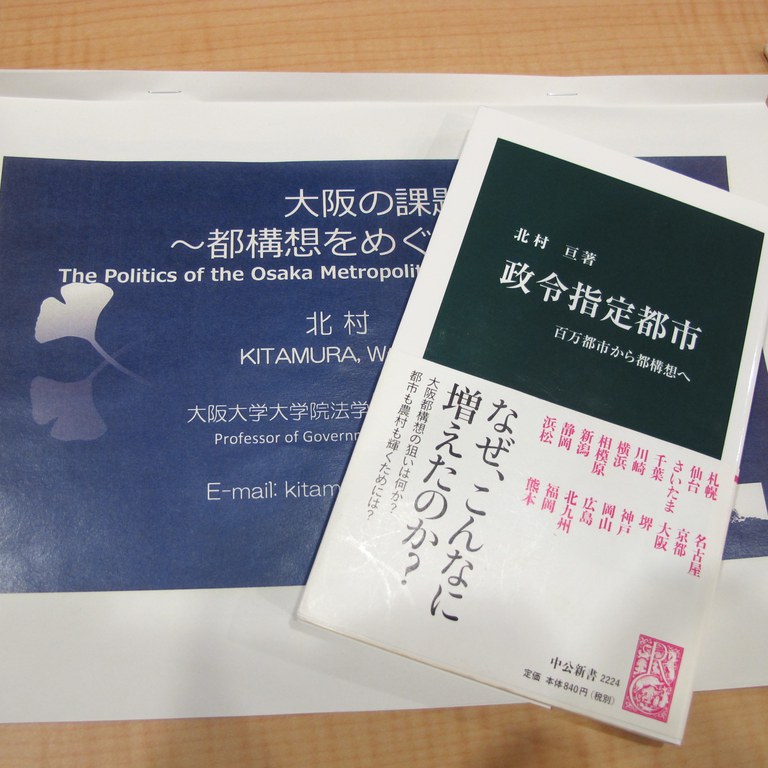 大阪の課題
～都構想をめぐ
The Politics of the Osaka Metropolit
北村
KITAMURA, W
大阪大学大学院法学
Professor of Governm
E-mail: kitam
北村 亘著
政令指定都市
百万都市から都構想へ
札幌
仙台
さいたま
千葉
川崎
横浜
相模原
新潟
静岡
浜松
名古屋
京都
大阪
堺
神戸
岡山
広島
北九州
福岡
熊本
なぜ、こんなに
増えたのか?
大阪都構想の狙いは何か?
都市も農村も輝くためには?
中公新書 2224
定価 本体840円(税別)